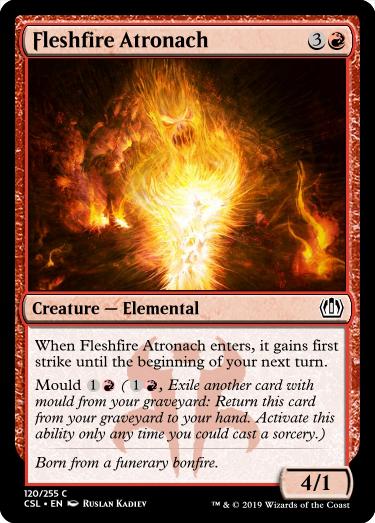 Fleshfire Atronach 3
Creature — Elemental
When Fleshfire Atronach enters, it gains first
strike until the beginning of your next turn.
Mould 1 ( 1 , Exile another card with
mould from your graveyard: Return this card
from your graveyard to your hand. Activate this
ability only any time you could cast a sorcery.)
Born from a funerary bonfire.
4/1
120/255 C
CSL • EN Ruslan Kadiev
™ & © 2019 Wizards of the Coast